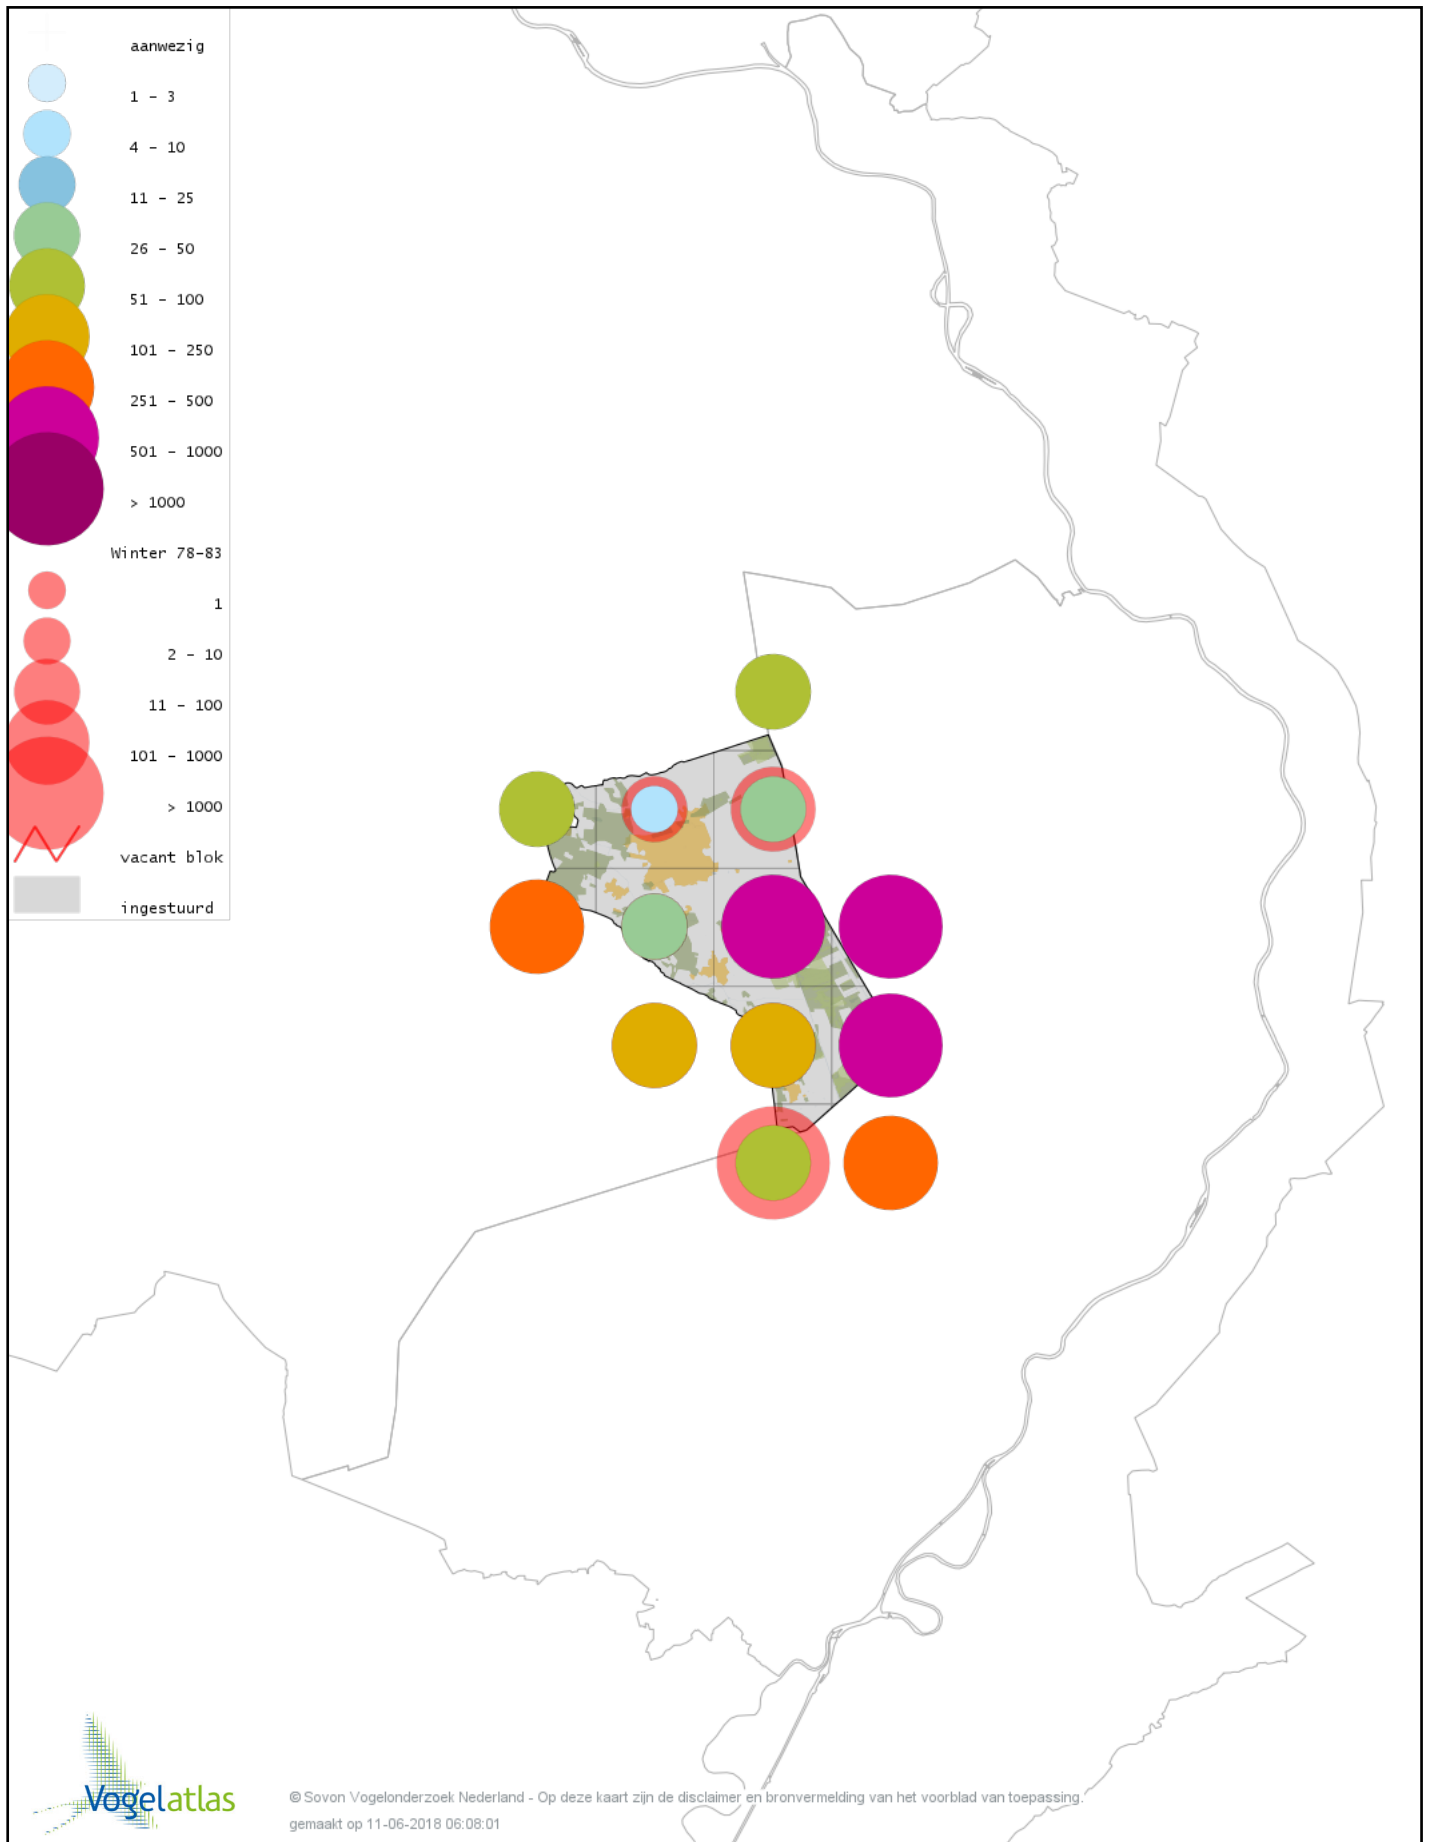 aanwezig
1 - 3
4 - 10
11 - 25
26 - 50
51 - 100
101 - 250
251 - 500
501 - 1000
> 1000
Winter 78-83
1
2 - 10
11 - 100
101 - 1000
> 1000
vacant blok
ingestuurd
Vogelatlas
© Sovon Vogelonderzoek Nederland - Op deze kaart zijn de disclaimer en bronvermelding van het voorblad van toepassing.
gemaakt op 11-06-2018 06:08:01